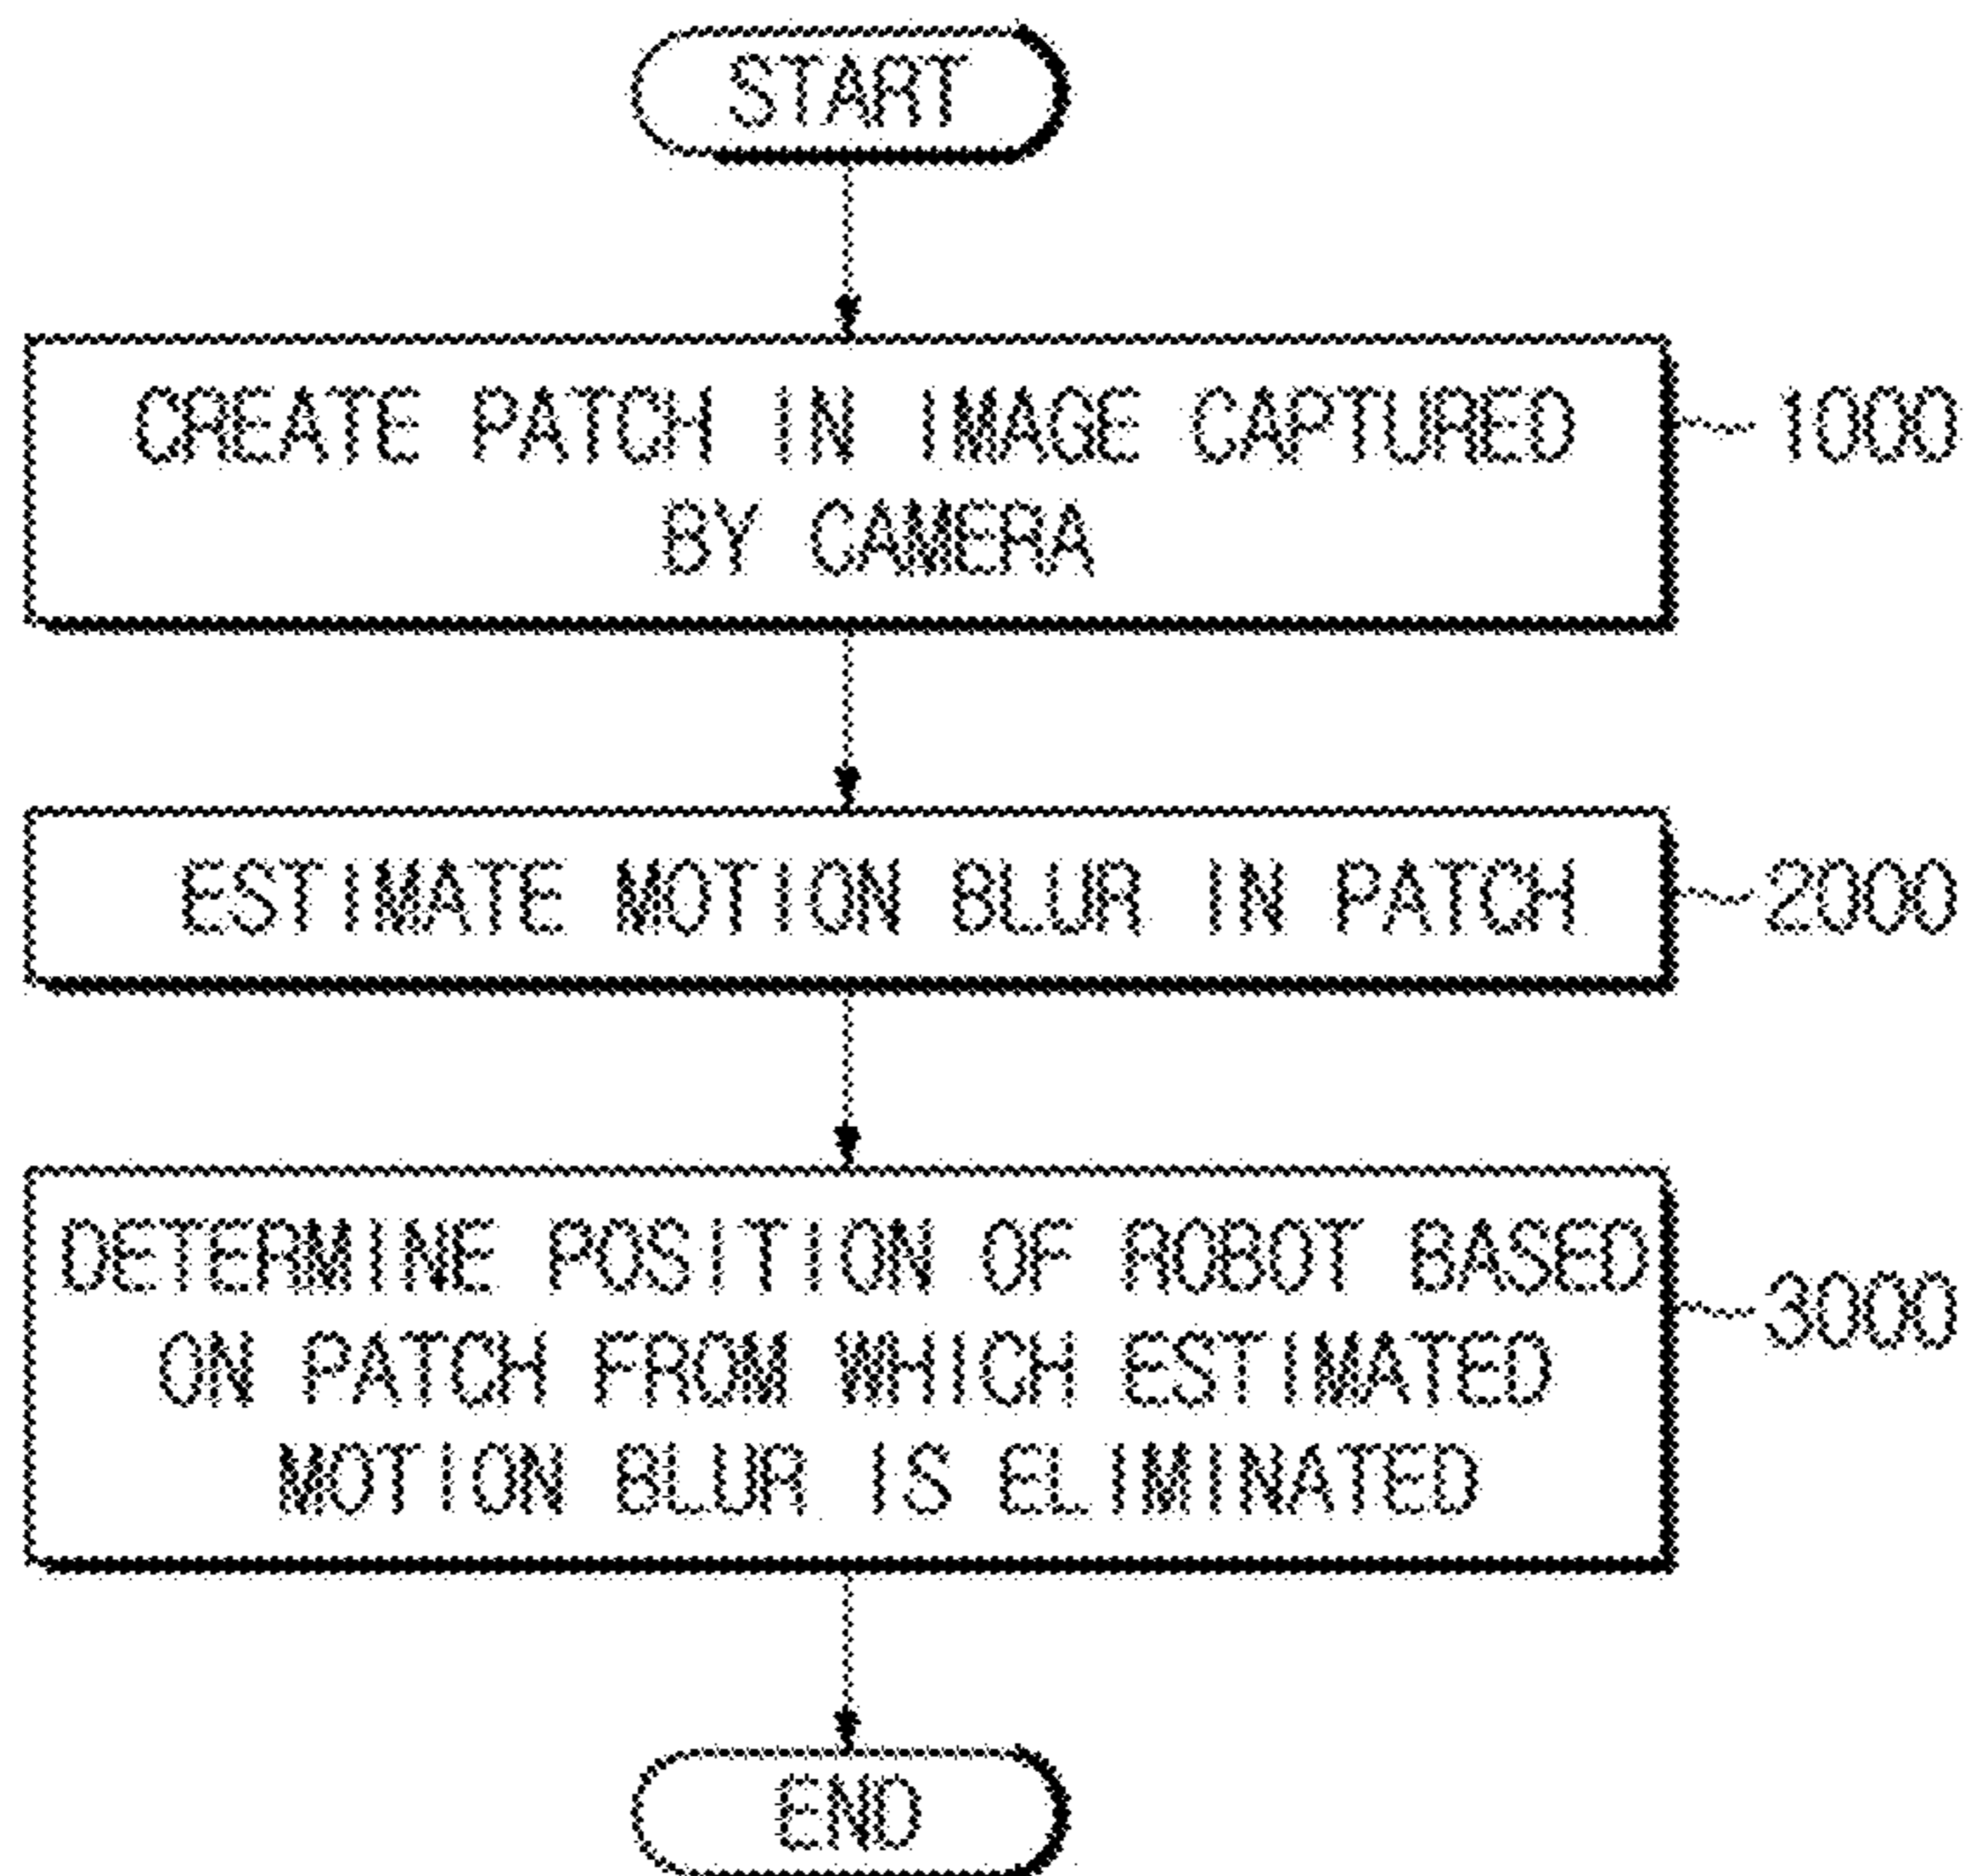 START
CREATE PATCH IN IMAGE CAPTURED
BY CAMERA
1000
ESTIMATE MOTION BLUR IN PATCH
2000
DETERMINE POSITION OF ROBOT BASED
ON PATCH FROM WHICH ESTIMATED
MOTION BLUR IS ELIMINATED
3000
END